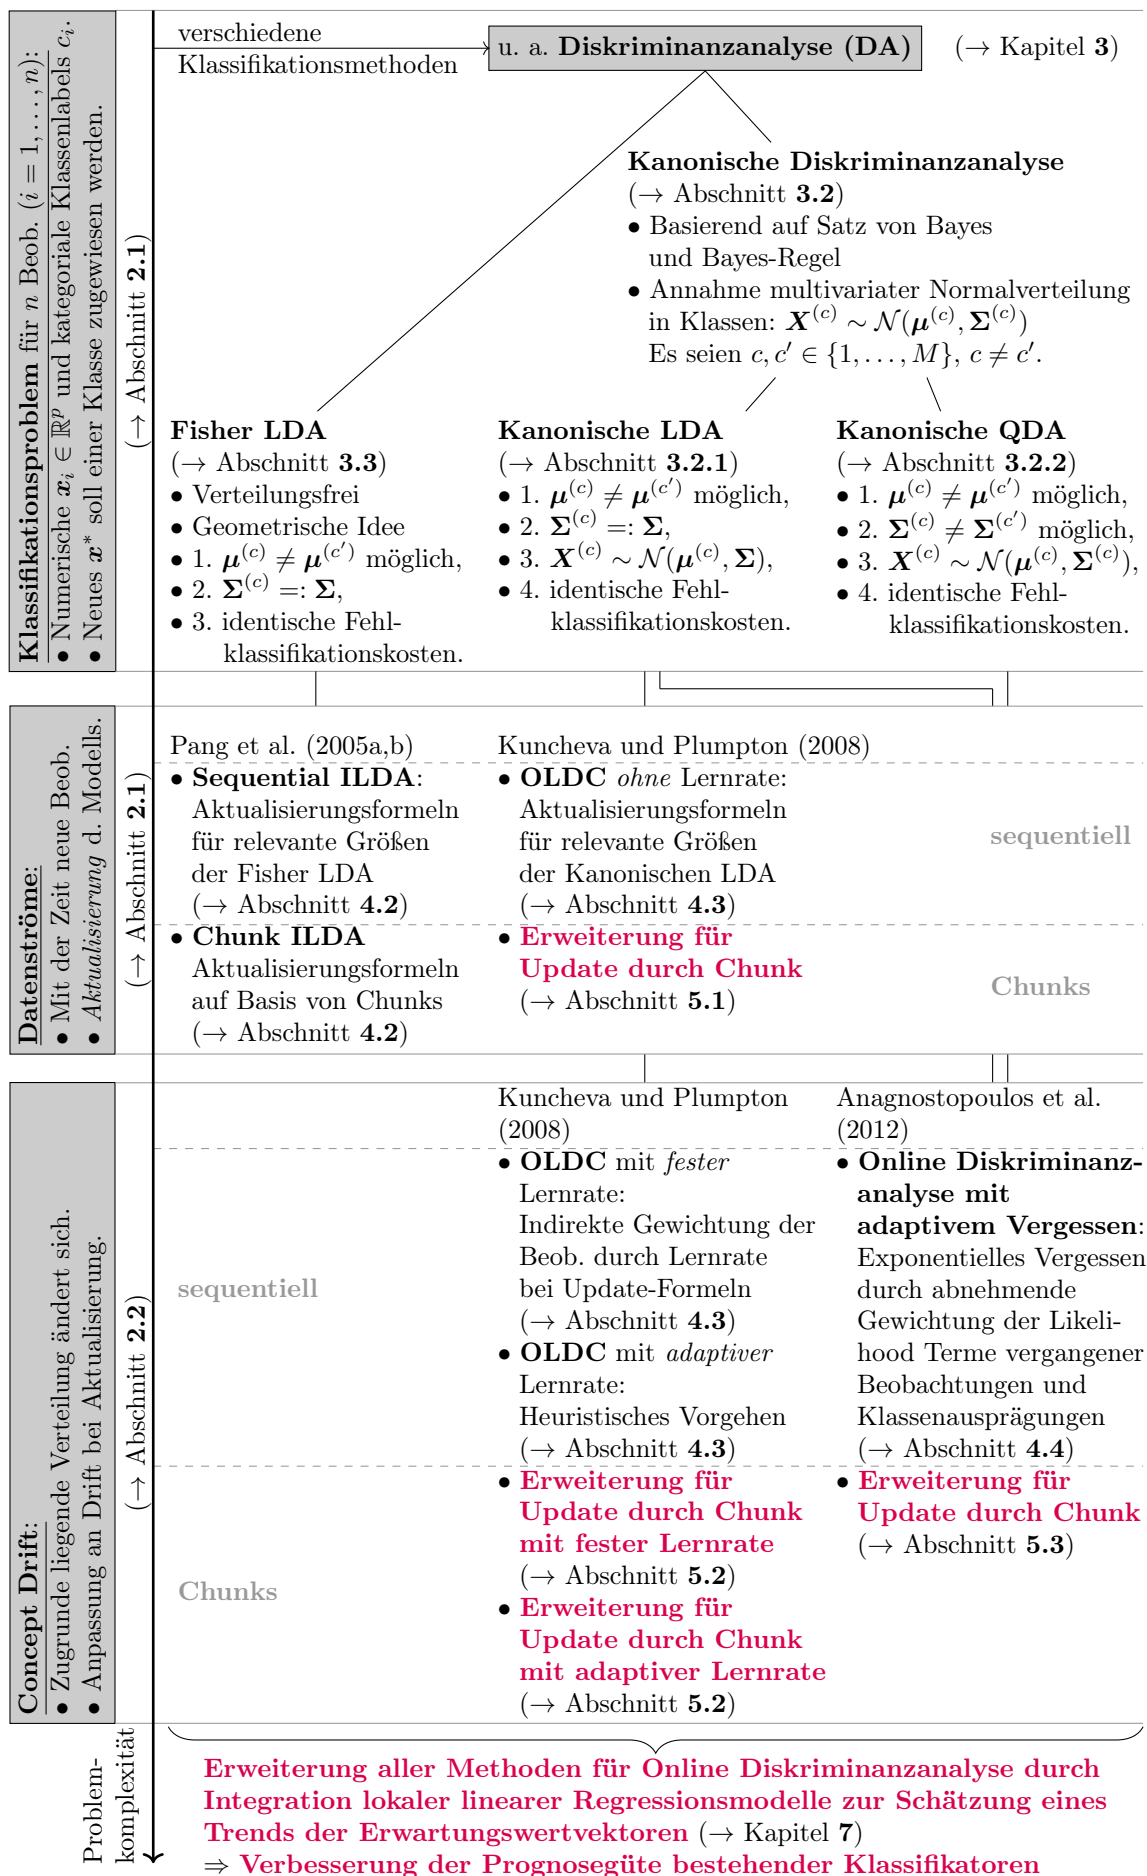 Klassifikationsproblem für n Beob. (i = 1, …, n):
• Numerische x_i ∈ ℝ^p und kategoriale Klassenlabels c_i.
• Neues x* soll einer Klasse zugewiesen werden.
(→ Abschnitt 2.1)
verschiedene
Klassifikationsmethoden
u. a. Diskriminanzanalyse (DA)
(→ Kapitel 3)
Kanonische Diskriminanzanalyse
(→ Abschnitt 3.2)
• Basierend auf Satz von Bayes
und Bayes-Regel
• Annahme multivariater Normalverteilung
in Klassen: X^(c) ∼ N(μ^(c), Σ^(c))
Es seien c, c′ ∈ {1, …, M}, c ≠ c′.
Fisher LDA
(→ Abschnitt 3.3)
• Verteilungsfrei
• Geometrische Idee
• 1. μ^(c) ≠ μ^(c′) möglich,
• 2. Σ^(c) =: Σ,
• 3. identische Fehl-
klassifikationskosten.
Kanonische LDA
(→ Abschnitt 3.2.1)
• 1. μ^(c) ≠ μ^(c′) möglich,
• 2. Σ^(c) =: Σ,
• 3. X^(c) ∼ N(μ^(c), Σ),
• 4. identische Fehl-
klassifikationskosten.
Kanonische QDA
(→ Abschnitt 3.2.2)
• 1. μ^(c) ≠ μ^(c′) möglich,
• 2. Σ^(c) ≠ Σ^(c′) möglich,
• 3. X^(c) ∼ N(μ^(c), Σ^(c)),
• 4. identische Fehl-
klassifikationskosten.
Datenströme:
• Mit der Zeit neue Beob.
• Aktualisierung d. Modells.
(→ Abschnitt 2.1)
Pang et al. (2005a,b)
• Sequential ILDA:
Aktualisierungsformeln
für relevante Größen
der Fisher LDA
(→ Abschnitt 4.2)
• Chunk ILDA
Aktualisierungsformeln
auf Basis von Chunks
(→ Abschnitt 4.2)
Kuncheva und Plumpton (2008)
• OLDC ohne Lernrate:
Aktualisierungsformeln
für relevante Größen
der Kanonischen LDA
(→ Abschnitt 4.3)
• Erweiterung für
Update durch Chunk
(→ Abschnitt 5.1)
sequentiell
Chunks
Concept Drift:
• Zugrunde liegende Verteilung ändert sich.
• Anpassung an Drift bei Aktualisierung.
(→ Abschnitt 2.2)
sequentiell
Chunks
Kuncheva und Plumpton
(2008)
• OLDC mit fester
Lernrate:
Indirekte Gewichtung der
Beob. durch Lernrate
bei Update-Formeln
(→ Abschnitt 4.3)
• OLDC mit adaptiver
Lernrate:
Heuristisches Vorgehen
(→ Abschnitt 4.3)
• Erweiterung für
Update durch Chunk
mit fester Lernrate
(→ Abschnitt 5.2)
• Erweiterung für
Update durch Chunk
mit adaptiver Lernrate
(→ Abschnitt 5.2)
Anagnostopoulos et al.
(2012)
• Online Diskriminanz-
analyse mit
adaptivem Vergessen:
Exponentielles Vergessen
durch abnehmende
Gewichtung der Likeli-
hood Terme vergangener
Beobachtungen und
Klassenausprägungen
(→ Abschnitt 4.4)
• Erweiterung für
Update durch Chunk
(→ Abschnitt 5.3)
Problem-
komplexität
Erweiterung aller Methoden für Online Diskriminanzanalyse durch
Integration lokaler linearer Regressionsmodelle zur Schätzung eines
Trends der Erwartungswertvektoren (→ Kapitel 7)
⇒ Verbesserung der Prognosegüte bestehender Klassifikatoren